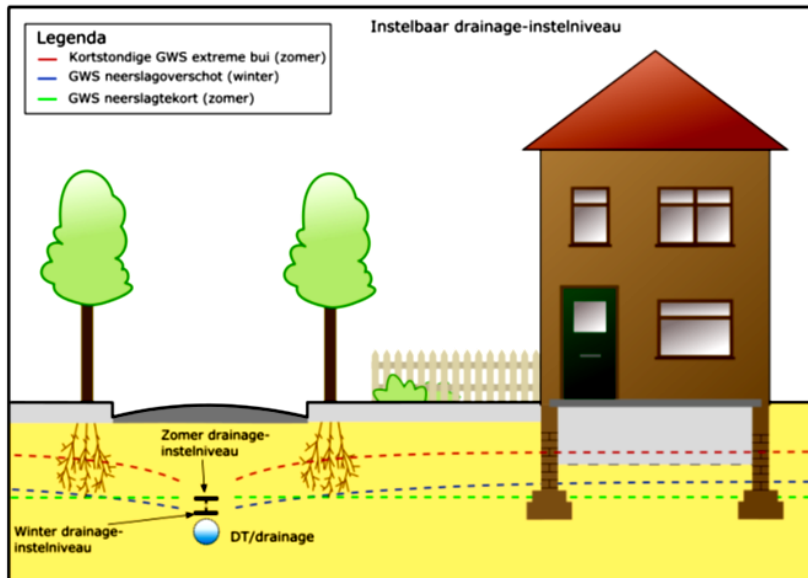 Instelbaar drainage-instelniveau
Legenda
Kortstondige GWS extreme bui (zomer)
GWS neerslagoverschot (winter)
GWS neerslagtekort (zomer)
Zomer drainage-
instelniveau
Winter drainage-
instelniveau
DT/drainage